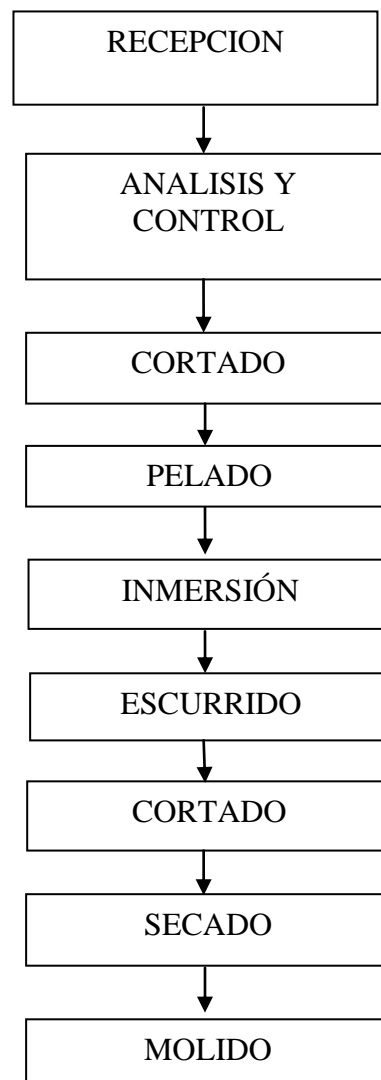 RECEPCION
ANALISIS Y
CONTROL
CORTADO
PELADO
INMERSIÓN
ESCURRIDO
CORTADO
SECADO
MOLIDO